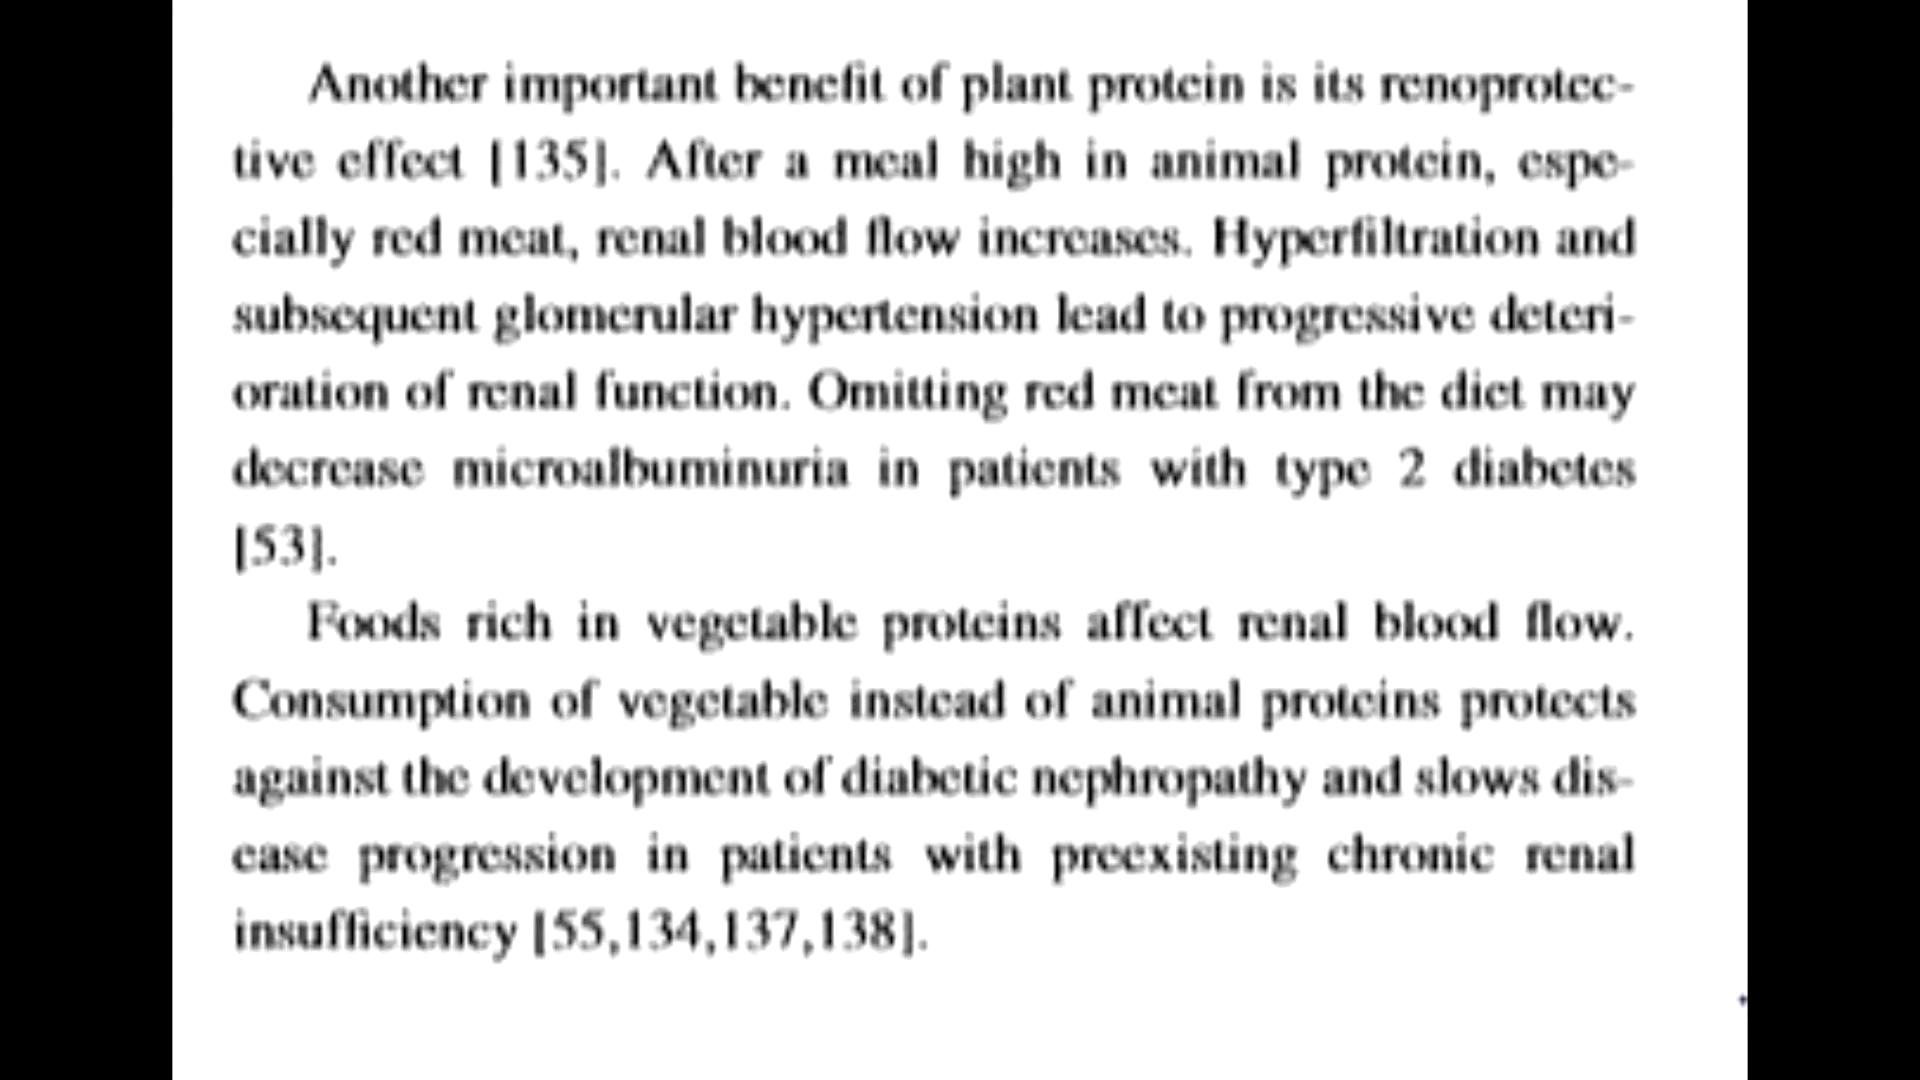 Another important benefit of plant protein is its renoprotec-
tive effect [135]. After a meal high in animal protein, espe-
cially red meat, renal blood flow increases. Hyperfiltration and
subsequent glomerular hypertension lead to progressive deteri-
oration of renal function. Omitting red meat from the diet may
decrease microalbuminuria in patients with type 2 diabetes
[53].
Foods rich in vegetable proteins affect renal blood flow.
Consumption of vegetable instead of animal proteins protects
against the development of diabetic nephropathy and slows dis-
ease progression in patients with preexisting chronic renal
insufficiency [55,134,137,138].